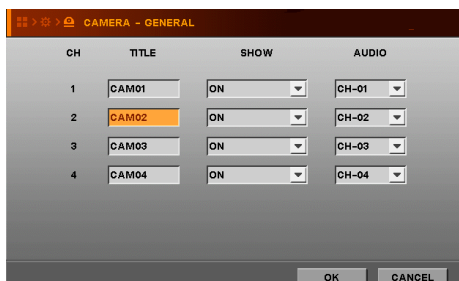 > > CAMERA - GENERAL
CH TITLE SHOW AUDIO
1 CAM01 ON CH-01
2 CAM02 ON CH-02
3 CAM03 ON CH-03
4 CAM04 ON CH-04
OK CANCEL